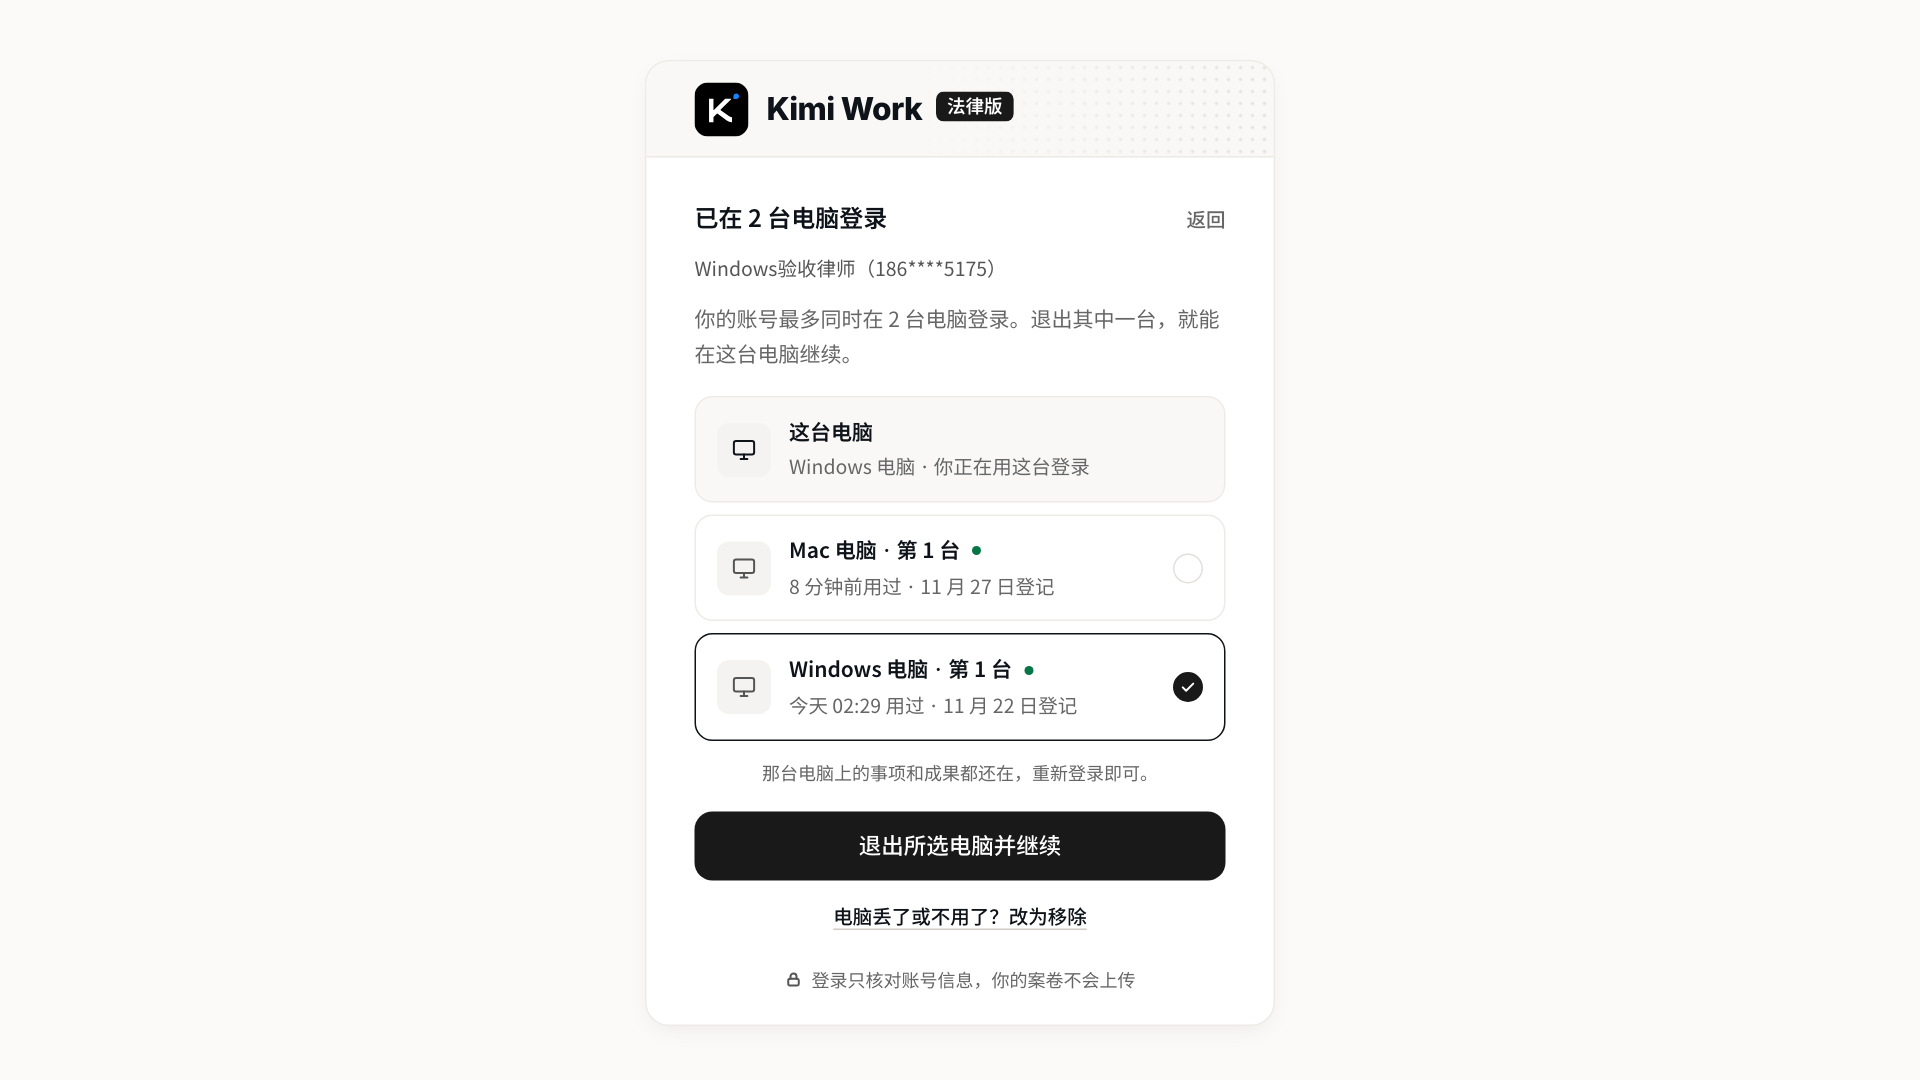 Kimi Work 法律版
已在 2 台电脑登录 返回
Windows验收律师（186****5175）
你的账号最多同时在 2 台电脑登录。退出其中一台，就能
在这台电脑继续。
这台电脑
Windows 电脑 · 你正在用这台登录
Mac 电脑 · 第 1 台
8 分钟前用过 · 11 月 27 日登记
Windows 电脑 · 第 1 台
今天 02:29 用过 · 11 月 22 日登记
那台电脑上的事项和成果都还在，重新登录即可。
退出所选电脑并继续
电脑丢了或不用了？改为移除
登录只核对账号信息，你的案卷不会上传